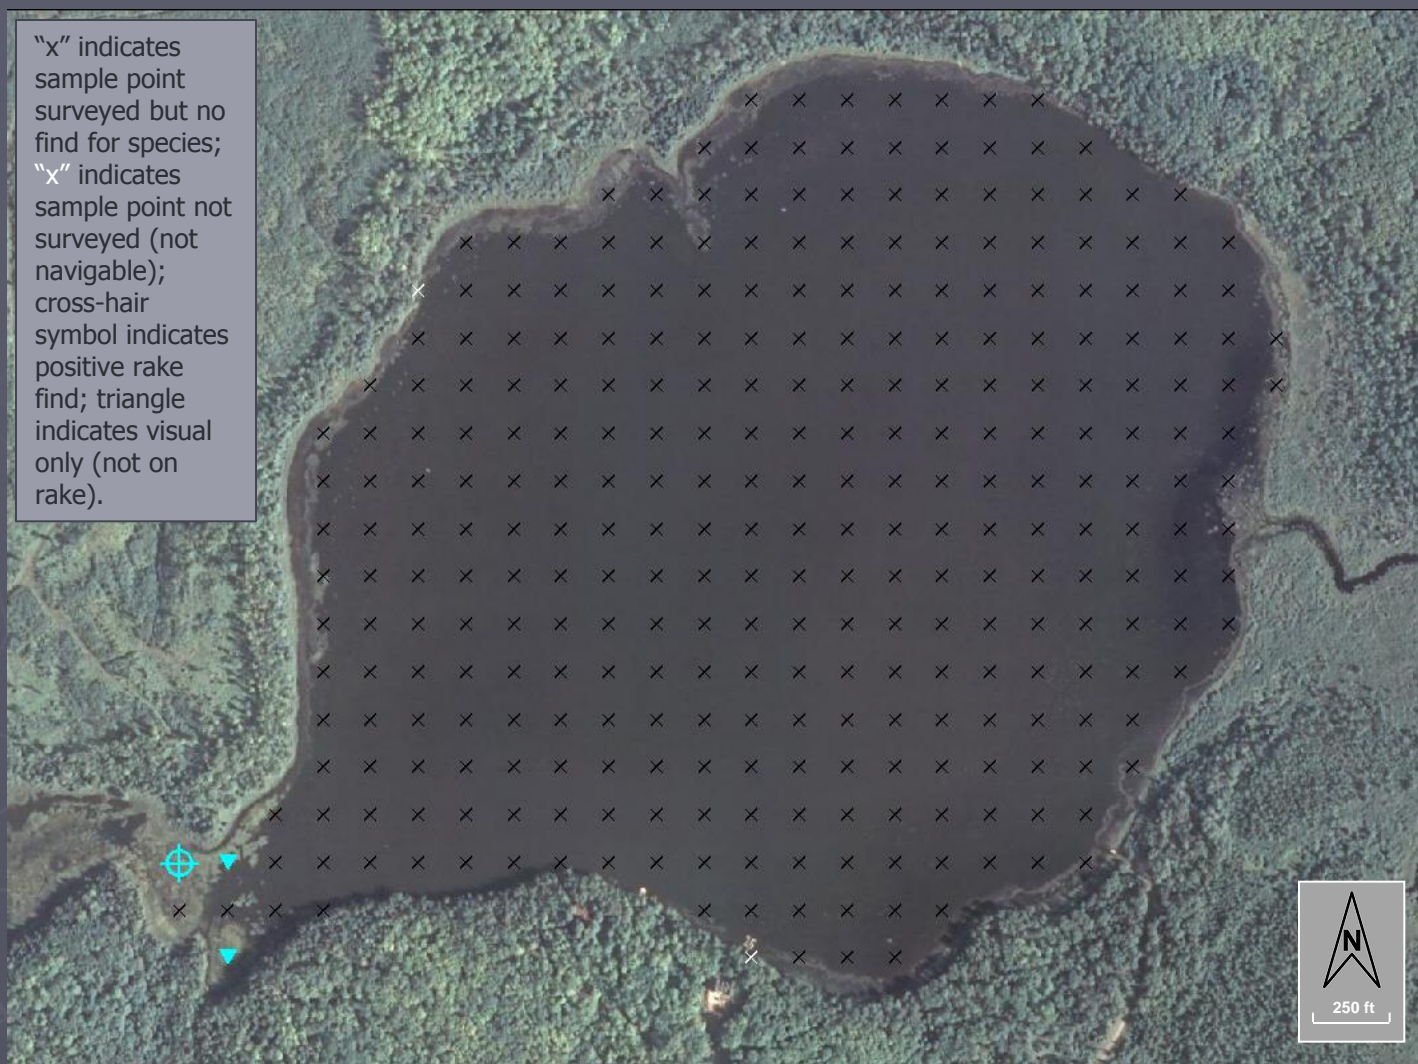 “x” indicates
sample point
surveyed but no
find for species;
“x” indicates
sample point not
surveyed (not
navigable);
cross-hair
symbol indicates
positive rake
find; triangle
indicates visual
only (not on
rake).
N
250 ft